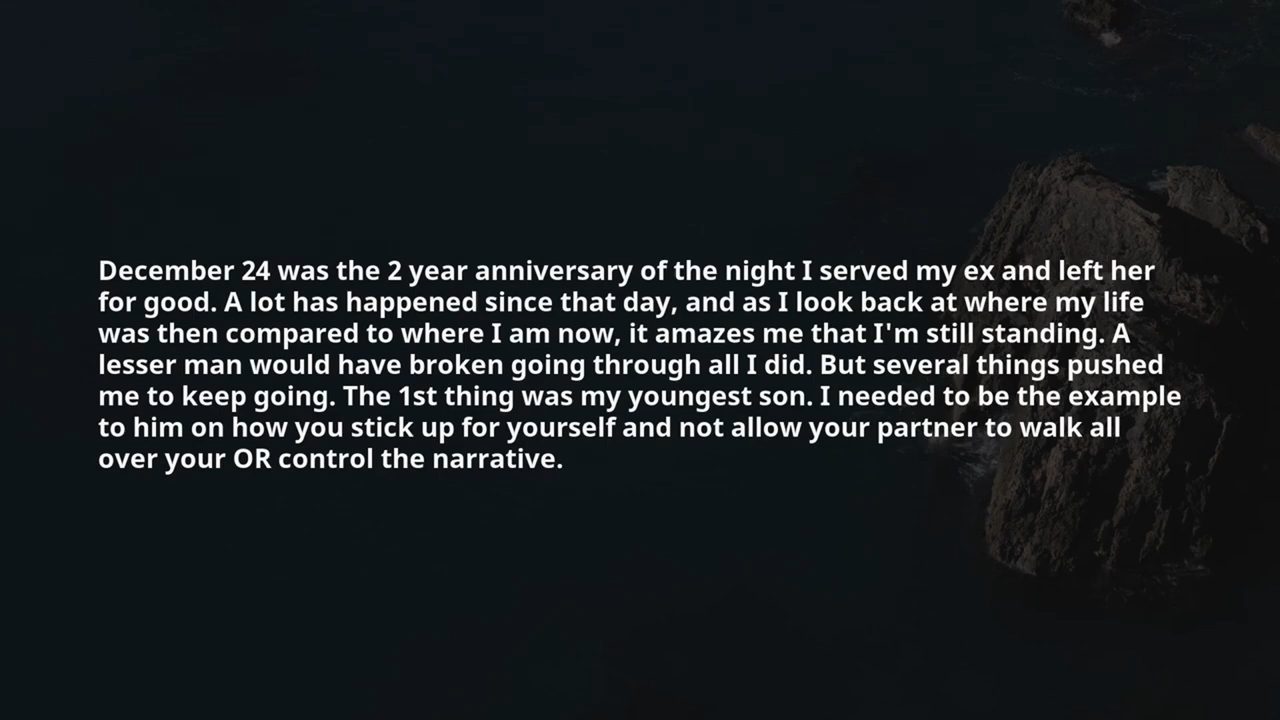 December 24 was the 2 year anniversary of the night I served my ex and left her
for good. A lot has happened since that day, and as I look back at where my life
was then compared to where I am now, it amazes me that I'm still standing. A
lesser man would have broken going through all I did. But several things pushed
me to keep going. The 1st thing was my youngest son. I needed to be the example
to him on how you stick up for yourself and not allow your partner to walk all
over your OR control the narrative.